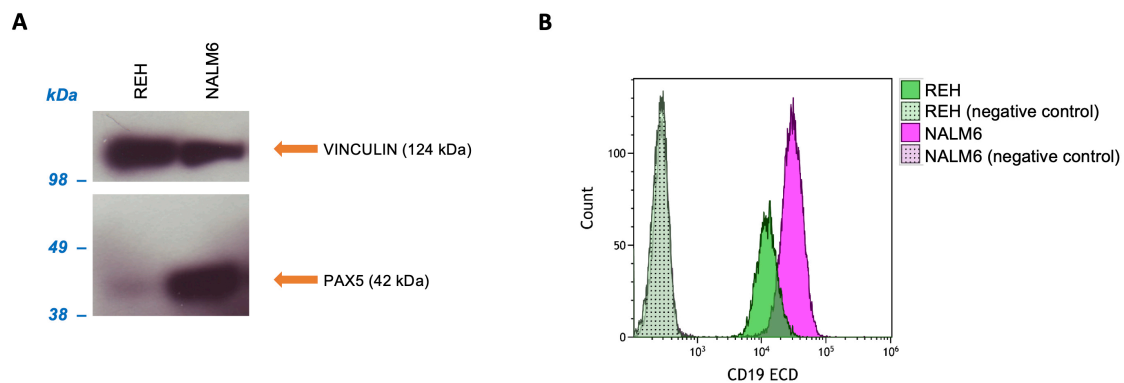 A
REH
NALM6
kDa
VINCULIN (124 kDa)
98 –
49 –
PAX5 (42 kDa)
38 –
B
Count
100
50
0
10³
10⁴
10⁵
10⁶
CD19 ECD
REH
REH (negative control)
NALM6
NALM6 (negative control)